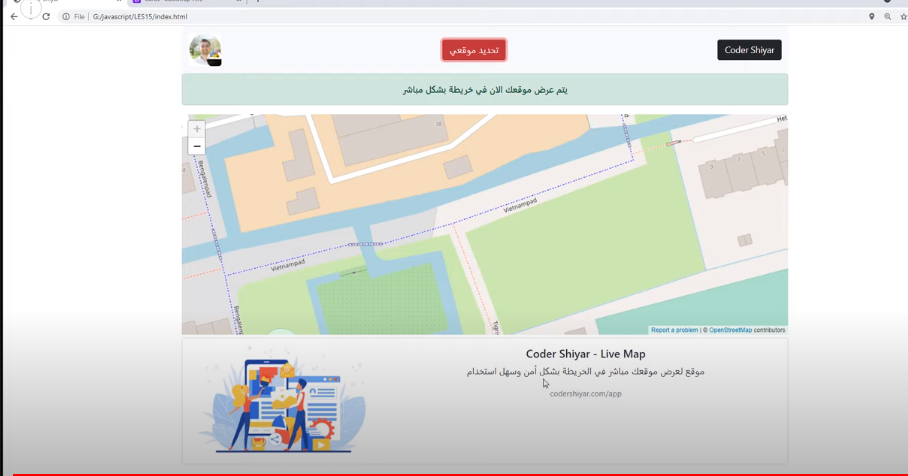 File | G:/javascript/LES15/index.html
تحديد موقعي
Coder Shiyar
يتم عرض موقعك الان في خريطة بشكل مباشر
+
−
Bengalenpad
Vietnampad
Vietnampad
Report a problem | © OpenStreetMap contributors
Coder Shiyar - Live Map
موقع لعرض موقعك مباشر في الخريطة بشكل أمن وسهل استخدام
codershiyar.com/app